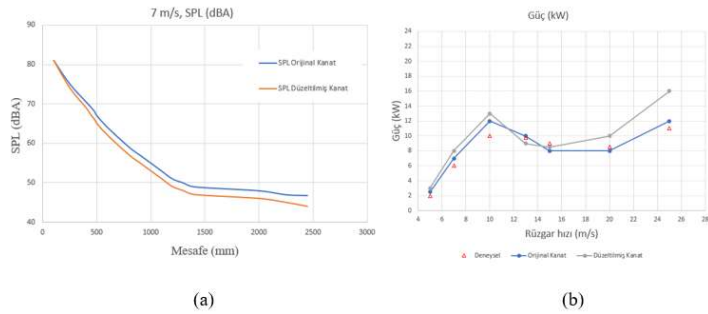 7 m/s, SPL (dBA)
90
80
70
60
50
40
SPL (dBA)
SPL Orijinal Kanat
SPL Düzeltilmiş Kanat
0 500 1000 1500 2000 2500 3000
Mesafe (mm)
(a)
Güç (kW)
24
22
20
18
16
14
12
10
8
6
4
2
0
Güç (kW)
4 6 8 10 12 14 16 18 20 22 24 26 28
Rüzgar hızı (m/s)
Deneysel Orijinal Kanat Düzeltilmiş Kanat
(b)